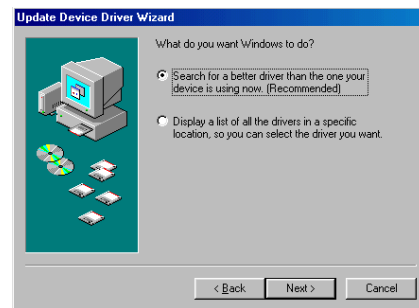 Update Device Driver Wizard
What do you want Windows to do?
Search for a better driver than the one your
device is using now. (Recommended)
Display a list of all the drivers in a specific
location, so you can select the driver you want.
< Back
Next >
Cancel